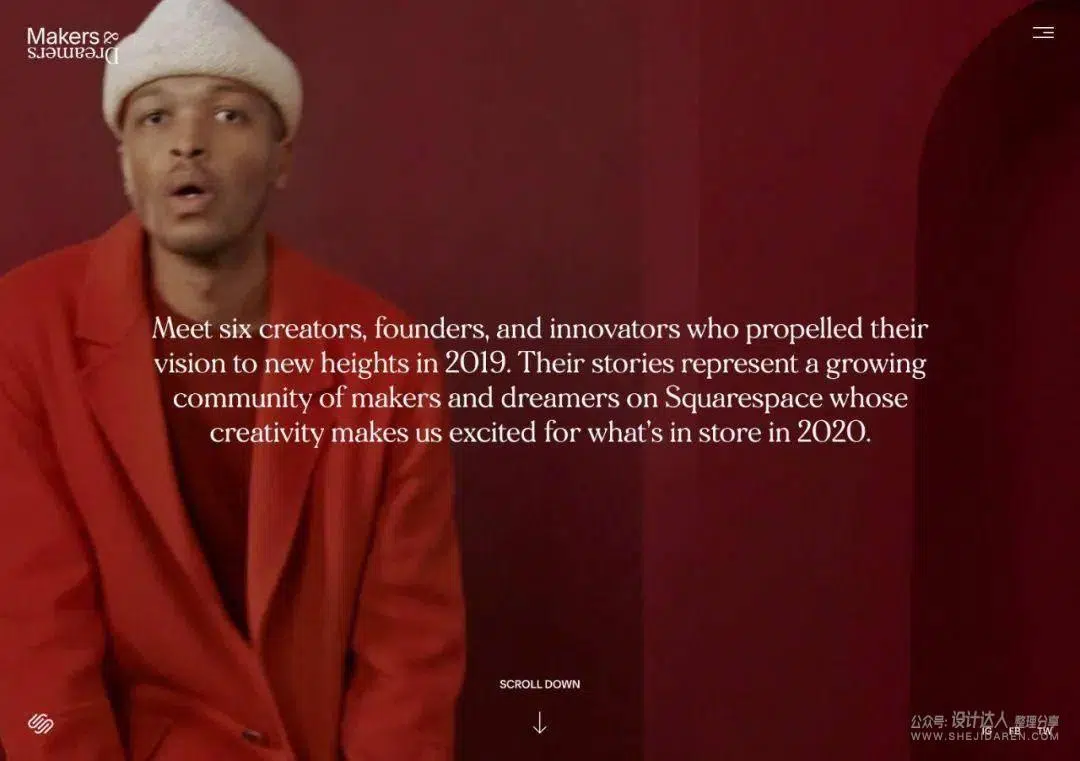 Makers &
Dreamers
Meet six creators, founders, and innovators who propelled their
vision to new heights in 2019. Their stories represent a growing
community of makers and dreamers on Squarespace whose
creativity makes us excited for what's in store in 2020.
SCROLL DOWN
公众号: 设计达人 整理分享
IG FB TW
WWW.SHEJIDAREN.COM